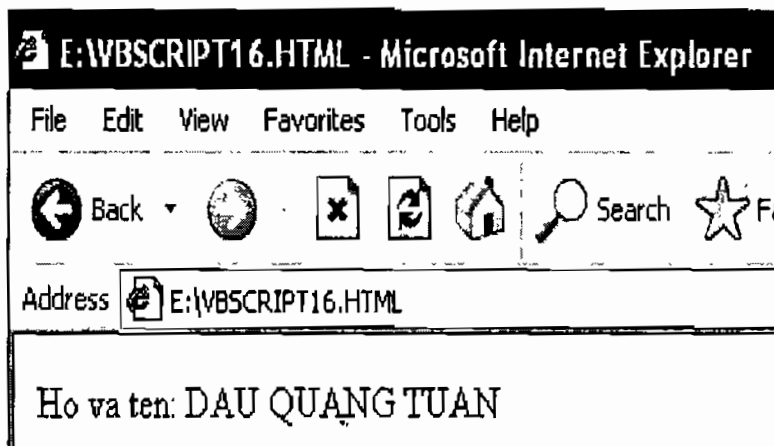 E:\VBSCRIPT16.HTML - Microsoft Internet Explorer
File Edit View Favorites Tools Help
Back Search Fa
Address E:\VBSCRIPT16.HTML
Ho va ten: DAU QUANG TUAN